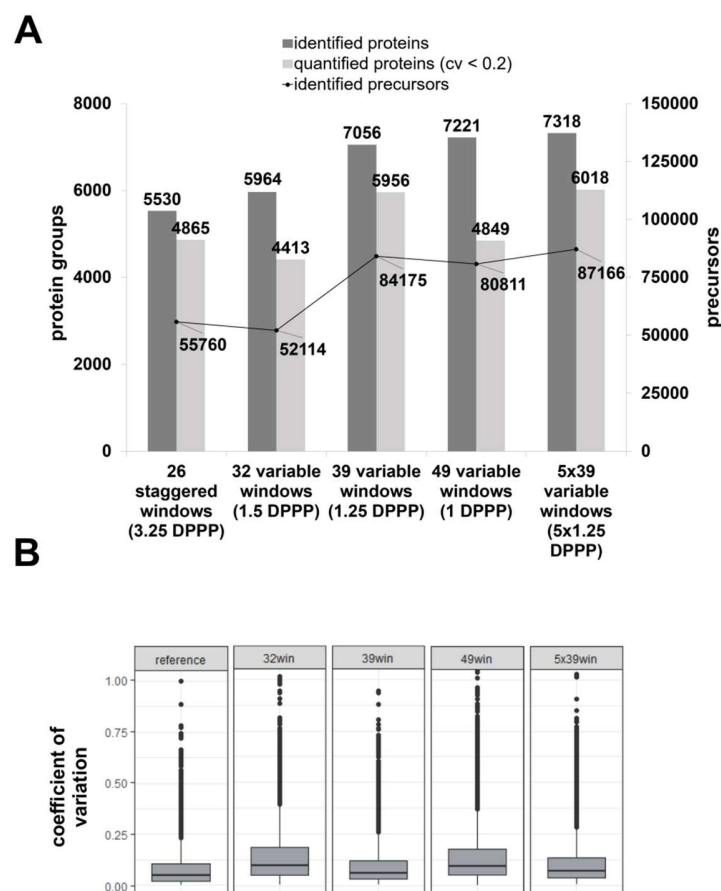 A
identified proteins
quantified proteins (cv < 0.2)
identified precursors
8000
6000
4000
2000
0
protein groups
150000
125000
100000
75000
50000
25000
0
precursors
5530
4865
55760
5964
4413
52114
7056
5956
84175
7221
4849
80811
7318
6018
87166
26
staggered
windows
(3.25 DPPP)
32 variable
windows
(1.5 DPPP)
39 variable
windows
(1.25 DPPP)
49 variable
windows
(1 DPPP)
5x39
variable
windows
(5x1.25
DPPP)
B
reference
32win
39win
49win
5x39win
coefficient of
variation
1.00
0.75
0.50
0.25
0.00